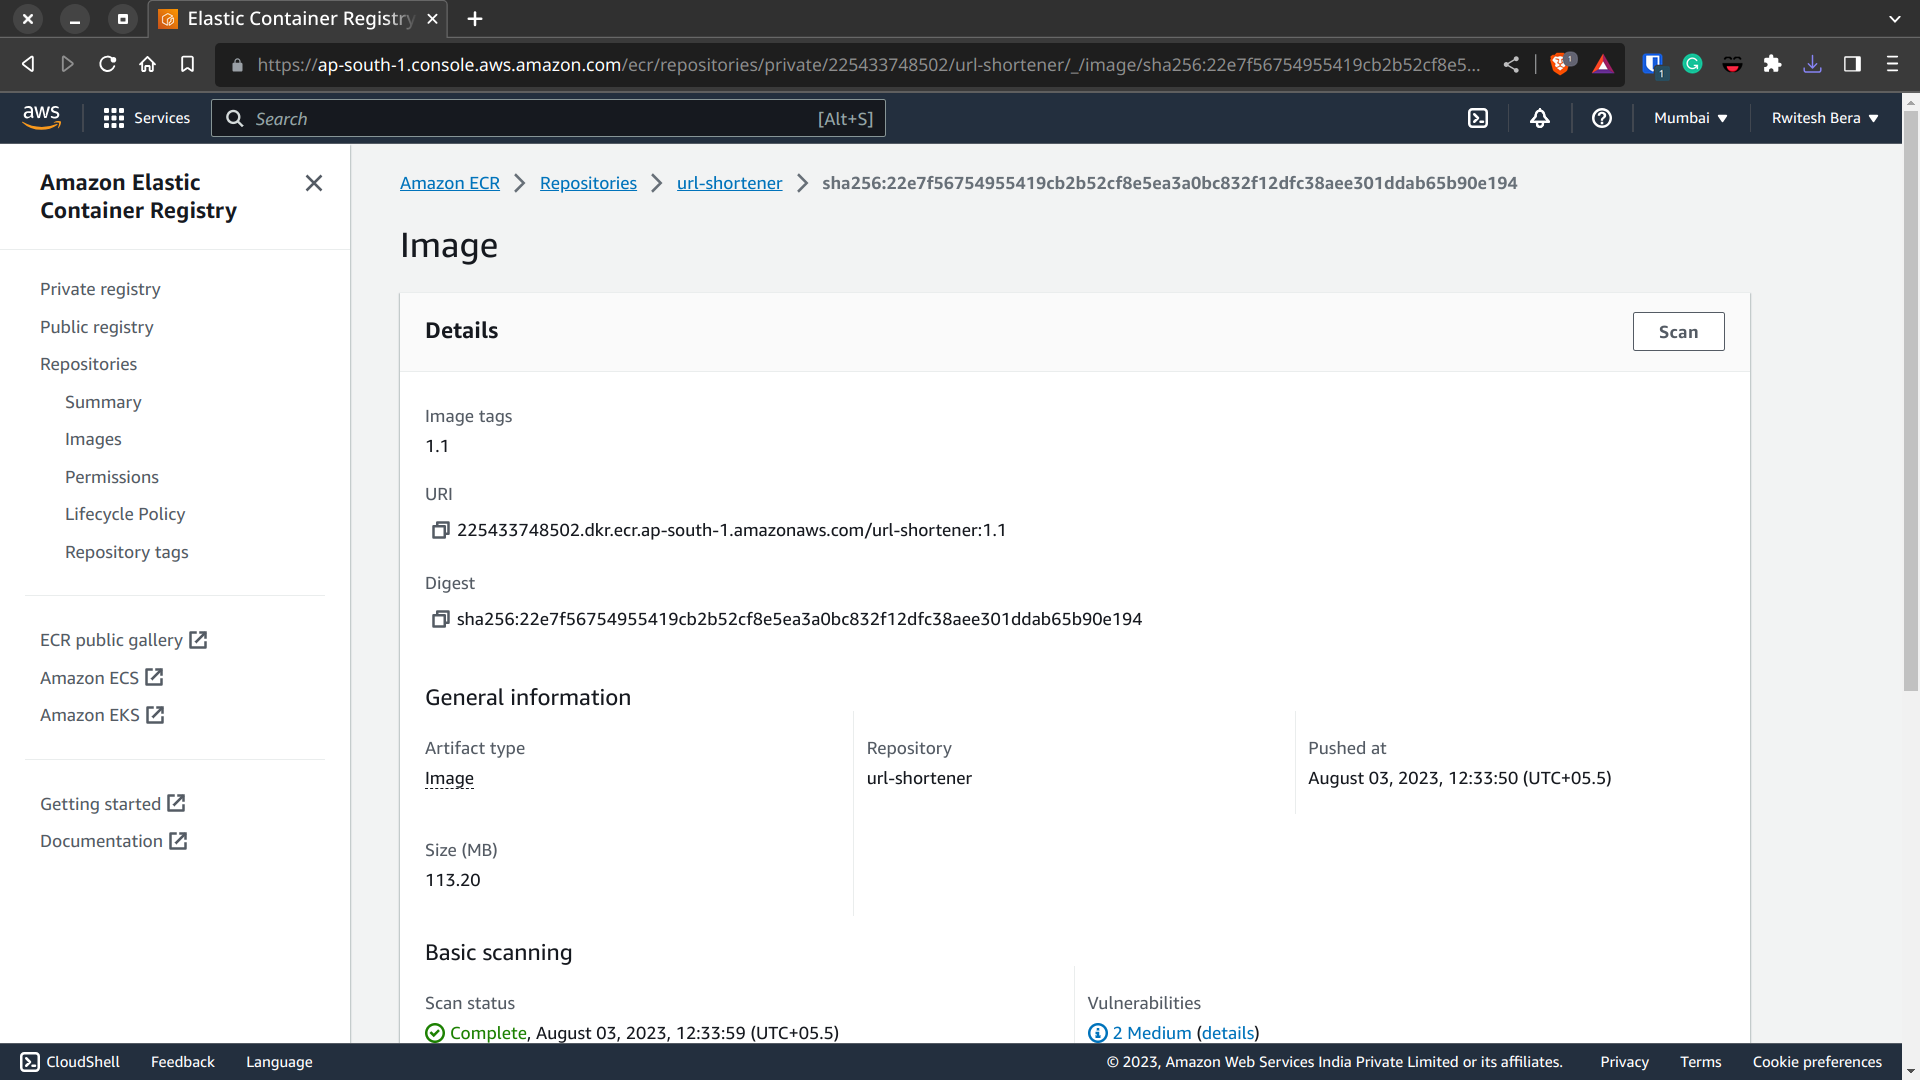 Elastic Container Registry
https://ap-south-1.console.aws.amazon.com/ecr/repositories/private/225433748502/url-shortener/_/image/sha256:22e7f56754955419cb2b52cf8e5...
1
1
aws
Services
Search
[Alt+S]
Mumbai
Rwitesh Bera
Amazon Elastic
Container Registry
Private registry
Public registry
Repositories
Summary
Images
Permissions
Lifecycle Policy
Repository tags
ECR public gallery
Amazon ECS
Amazon EKS
Getting started
Documentation
Amazon ECR > Repositories > url-shortener > sha256:22e7f56754955419cb2b52cf8e5ea3a0bc832f12dfc38aee301ddab65b90e194
Image
Details
Scan
Image tags
1.1
URI
225433748502.dkr.ecr.ap-south-1.amazonaws.com/url-shortener:1.1
Digest
sha256:22e7f56754955419cb2b52cf8e5ea3a0bc832f12dfc38aee301ddab65b90e194
General information
Artifact type
Image
Repository
url-shortener
Pushed at
August 03, 2023, 12:33:50 (UTC+05.5)
Size (MB)
113.20
Basic scanning
Scan status
Complete, August 03, 2023, 12:33:59 (UTC+05.5)
Vulnerabilities
2 Medium (details)
CloudShell
Feedback
Language
© 2023, Amazon Web Services India Private Limited or its affiliates.
Privacy
Terms
Cookie preferences